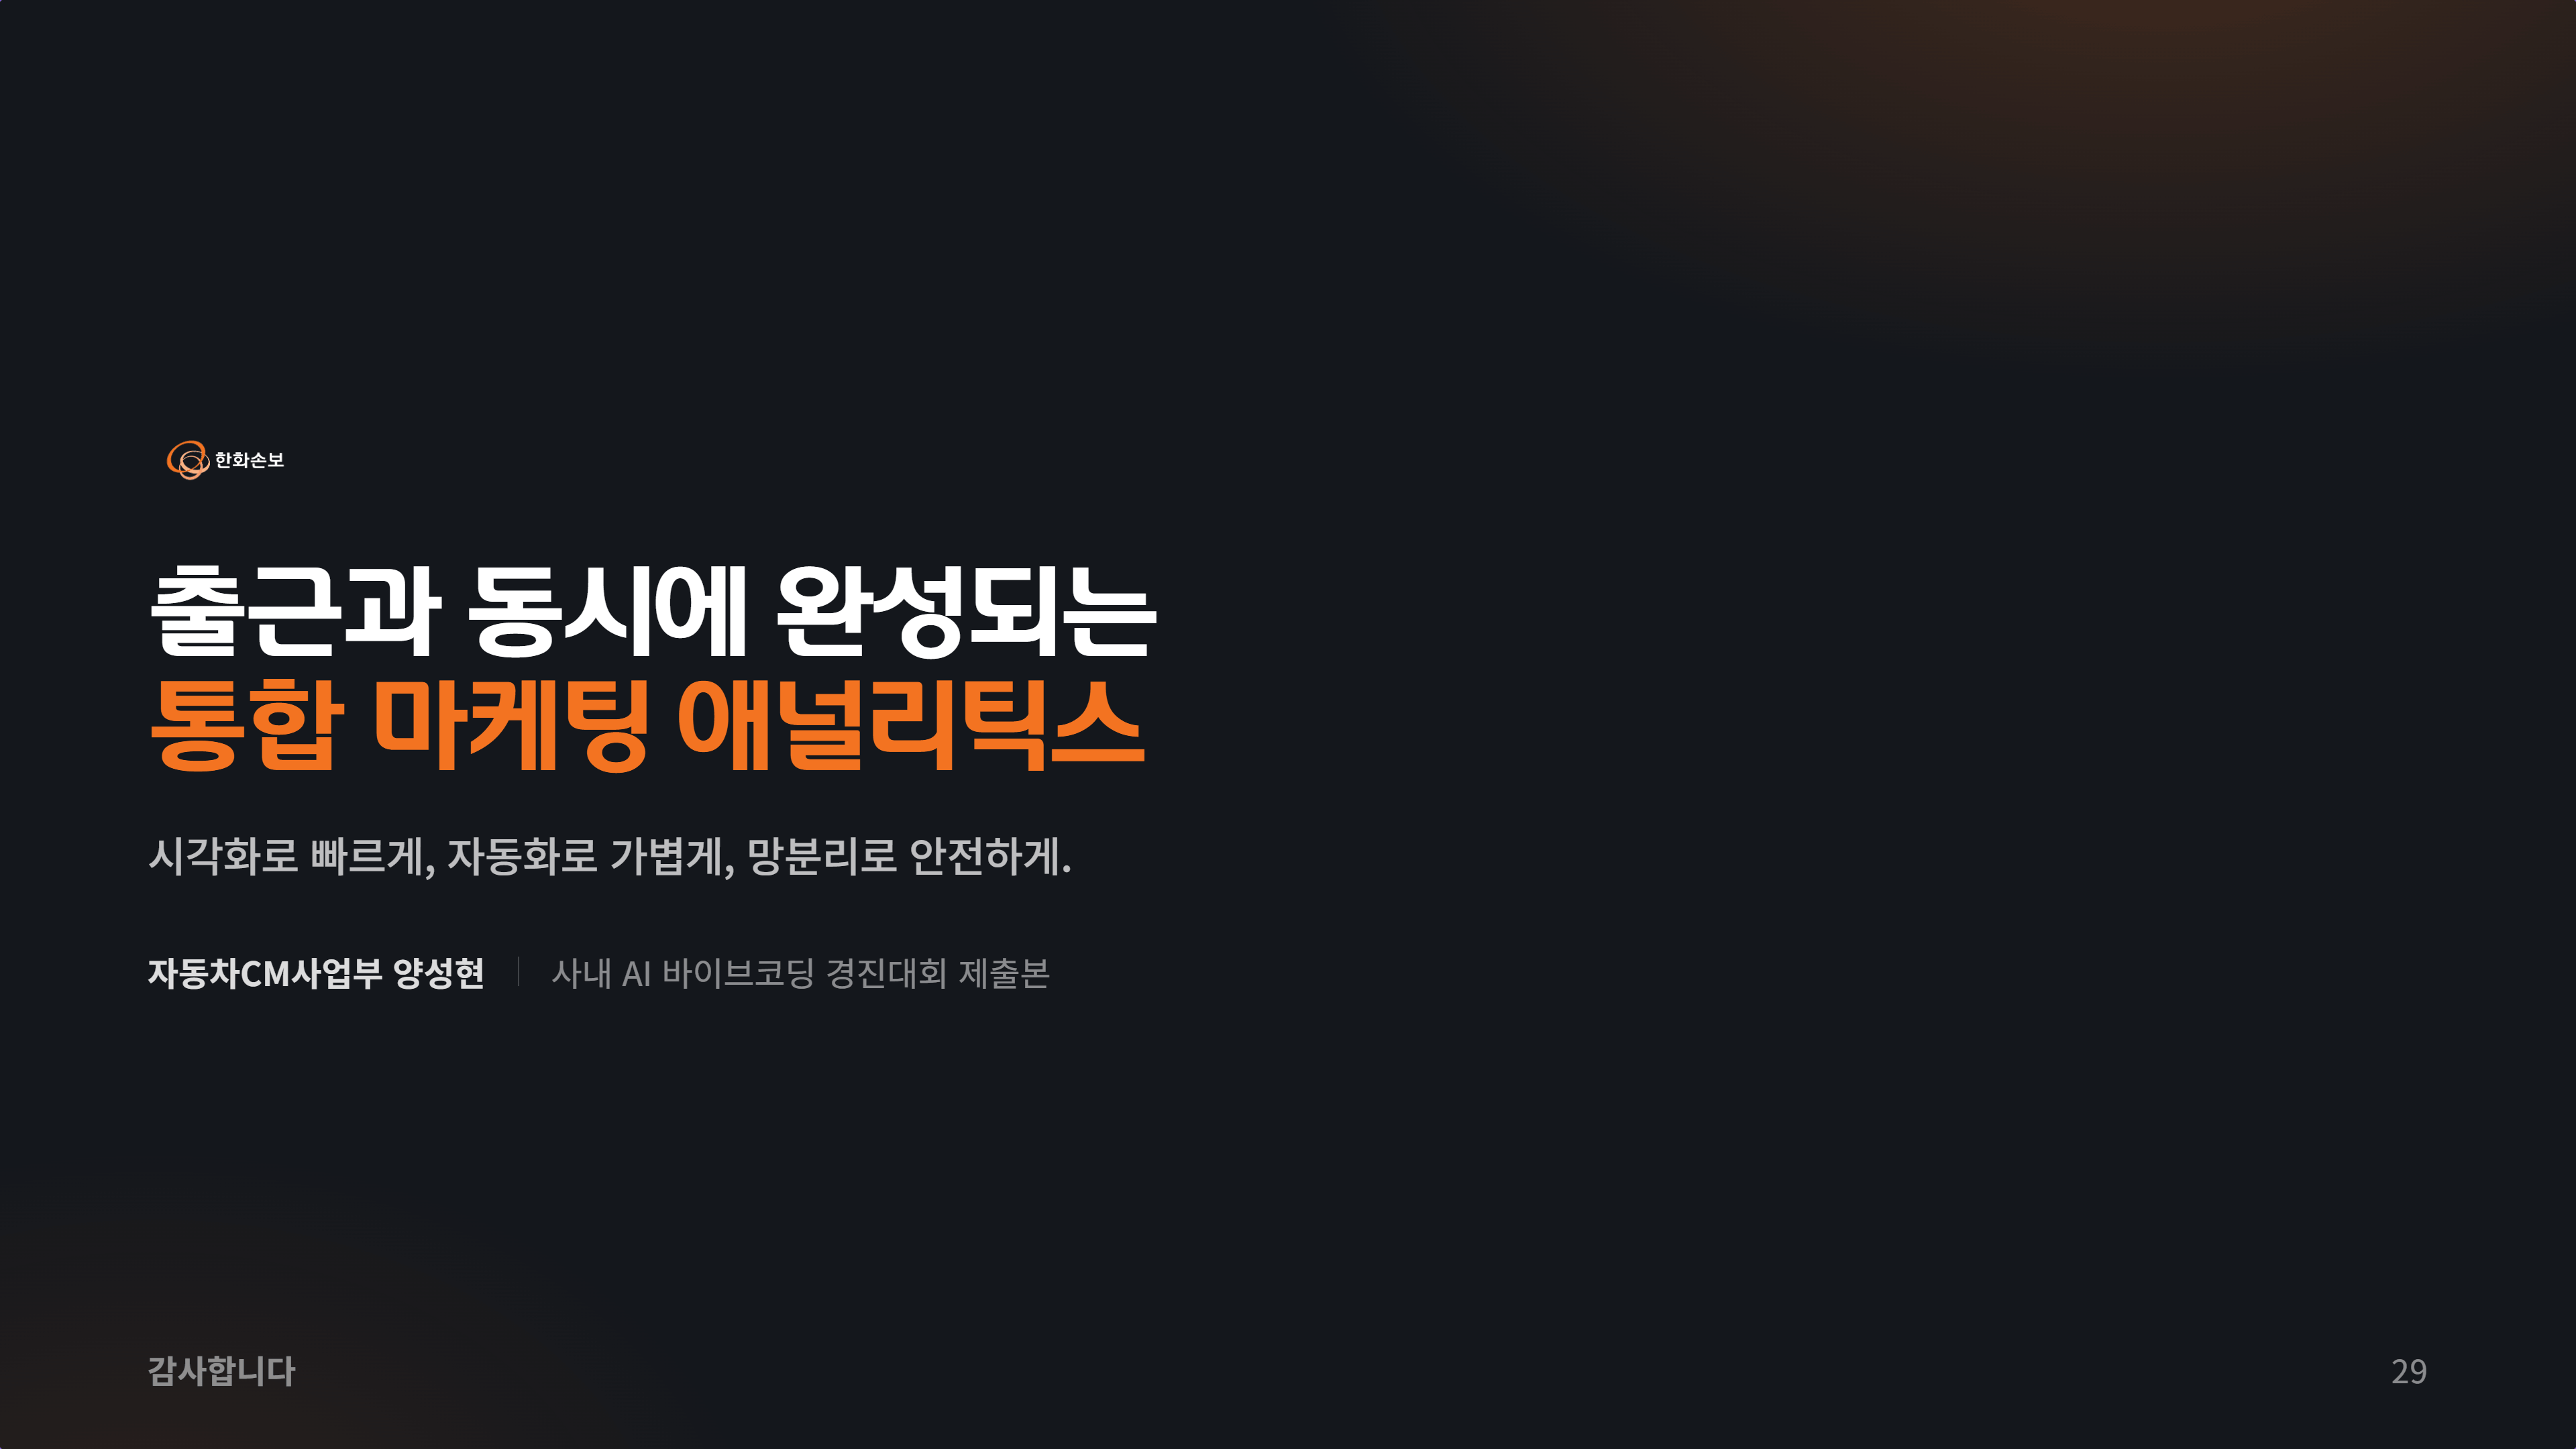 한화손보
출근과 동시에 완성되는
통합 마케팅 애널리틱스
시각화로 빠르게, 자동화로 가볍게, 망분리로 안전하게.
자동차CM사업부 양성현 | 사내 AI 바이브코딩 경진대회 제출본
감사합니다
29